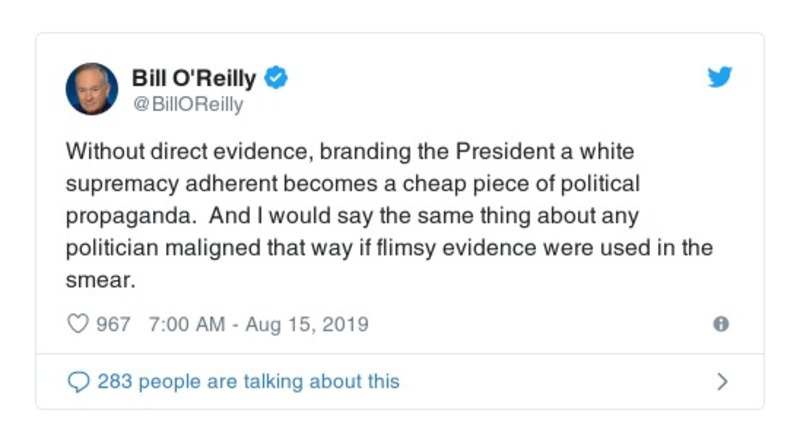 Bill O'Reilly
@BillOReilly
Without direct evidence, branding the President a white
supremacy adherent becomes a cheap piece of political
propaganda.  And I would say the same thing about any
politician maligned that way if flimsy evidence were used in the
smear.
967   7:00 AM - Aug 15, 2019
283 people are talking about this